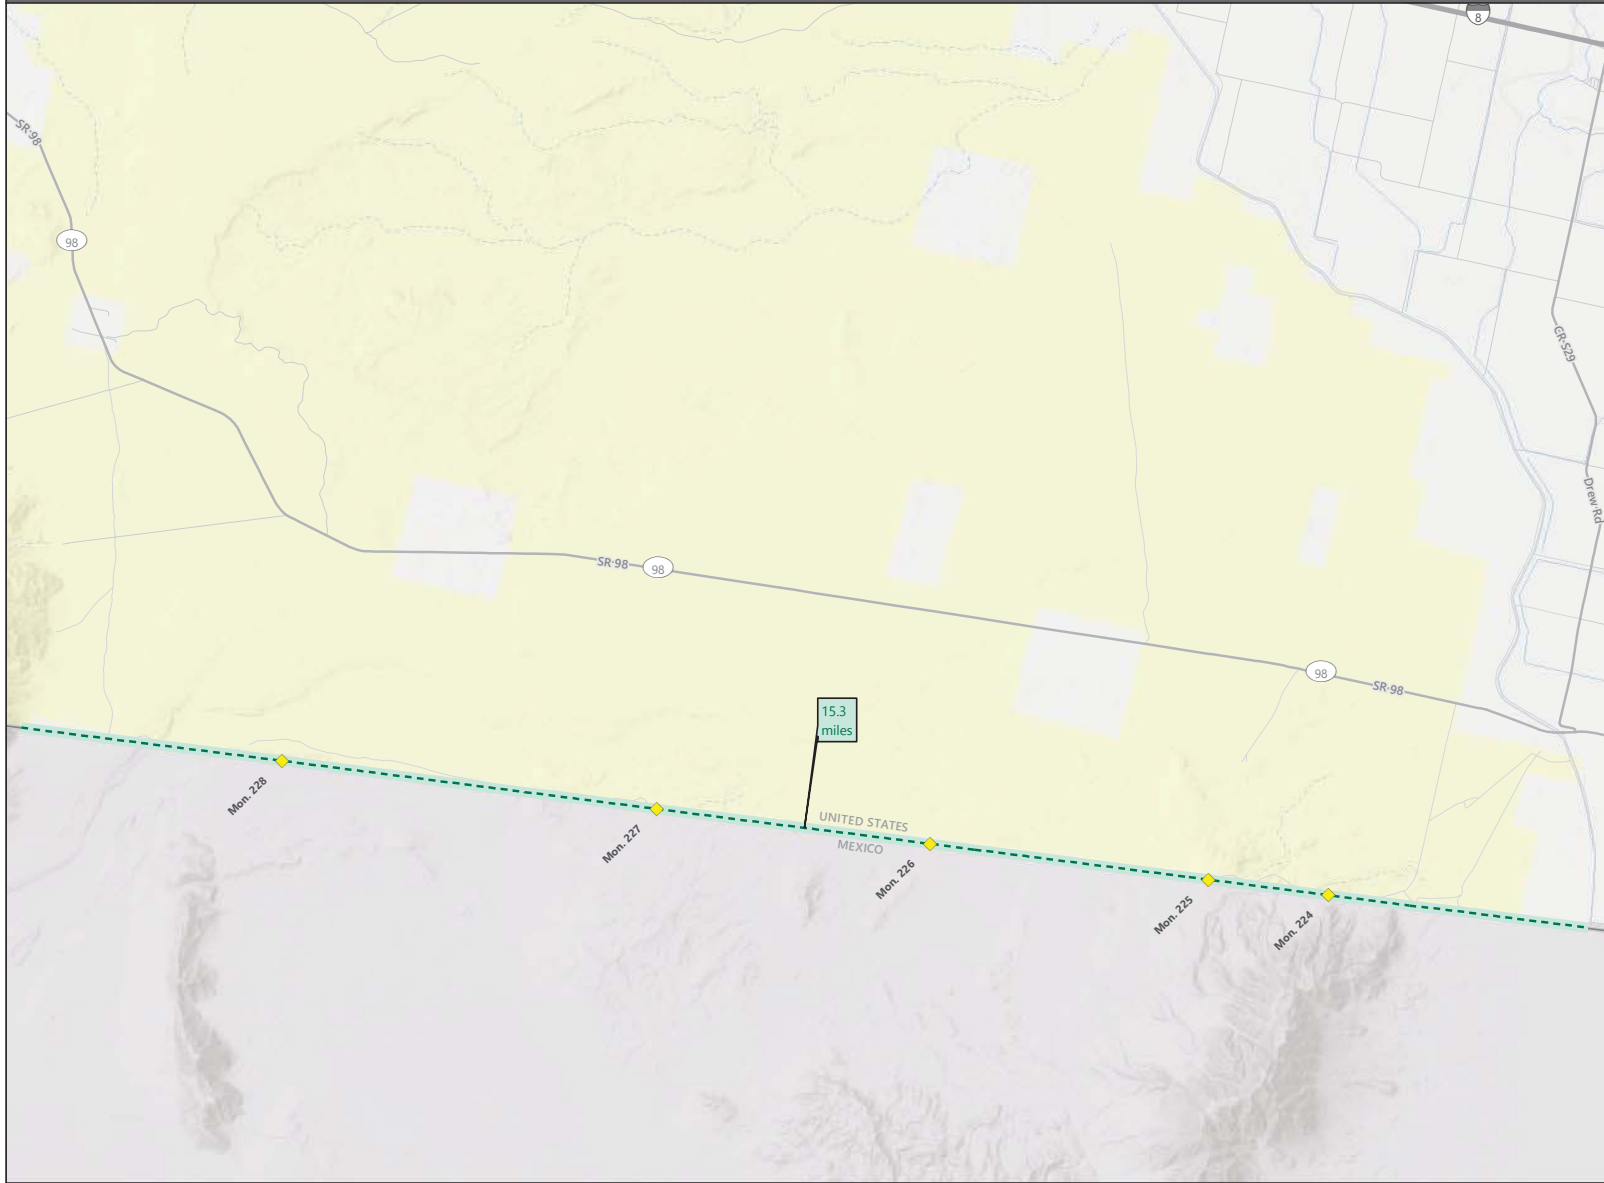 8
SR-98
98
CR-S29
Drew Rd
SR-98
98
98
SR-98
15.3
miles
UNITED STATES
MEXICO
Mon. 228
Mon. 227
Mon. 226
Mon. 225
Mon. 224